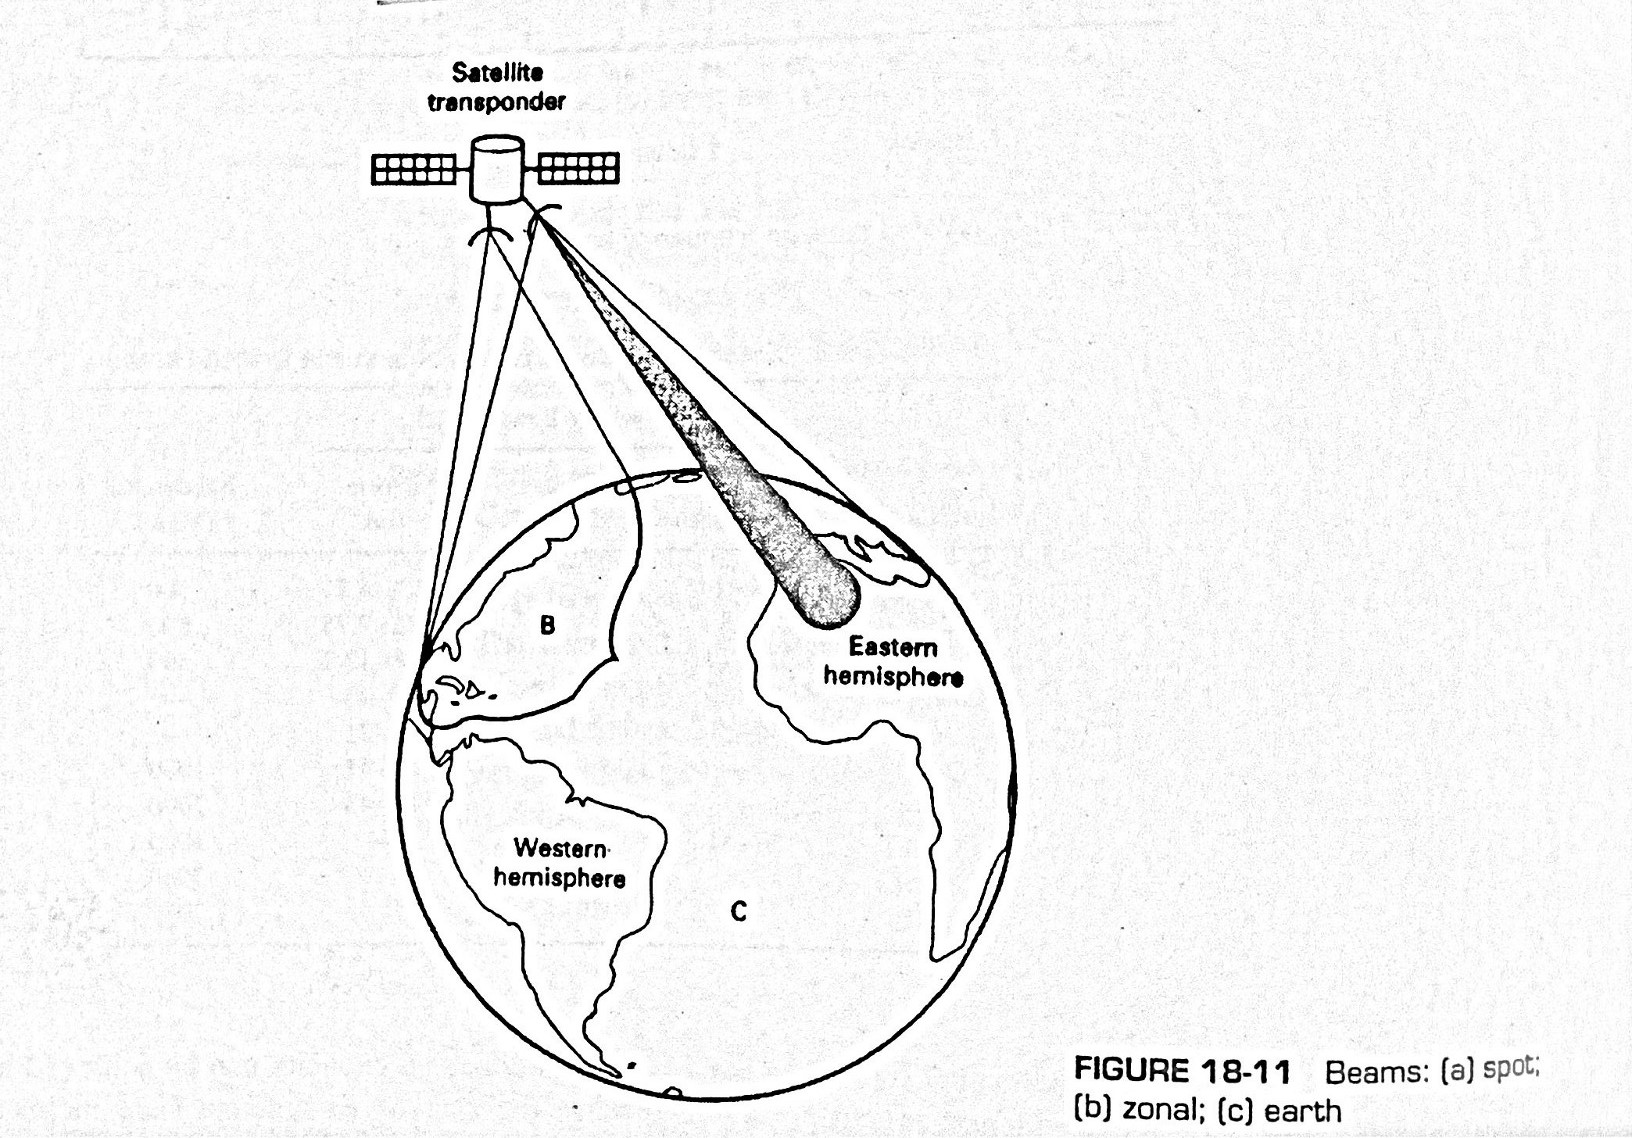 Satellite
transponder
B
Eastern
hemisphere
Western
hemisphere
C
FIGURE 18-11 Beams: (a) spot;
(b) zonal; (c) earth